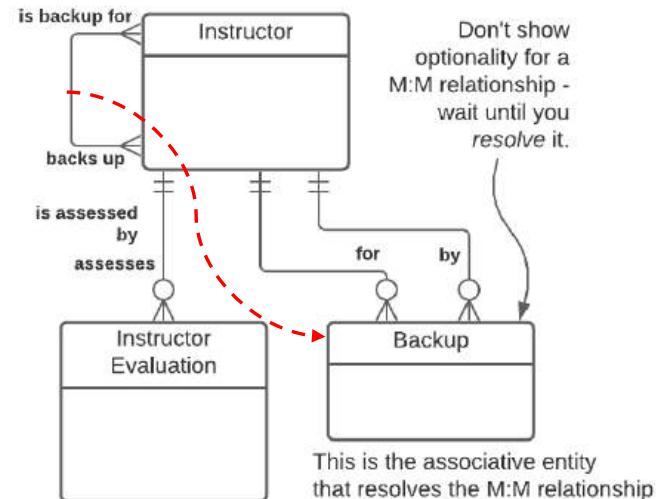 is backup for
Instructor
backs up
Don't show
optionality for a
M:M relationship -
wait until you
resolve it.
is assessed
by
assesses
for
by
Instructor
Evaluation
Backup
This is the associative entity
that resolves the M:M relationship